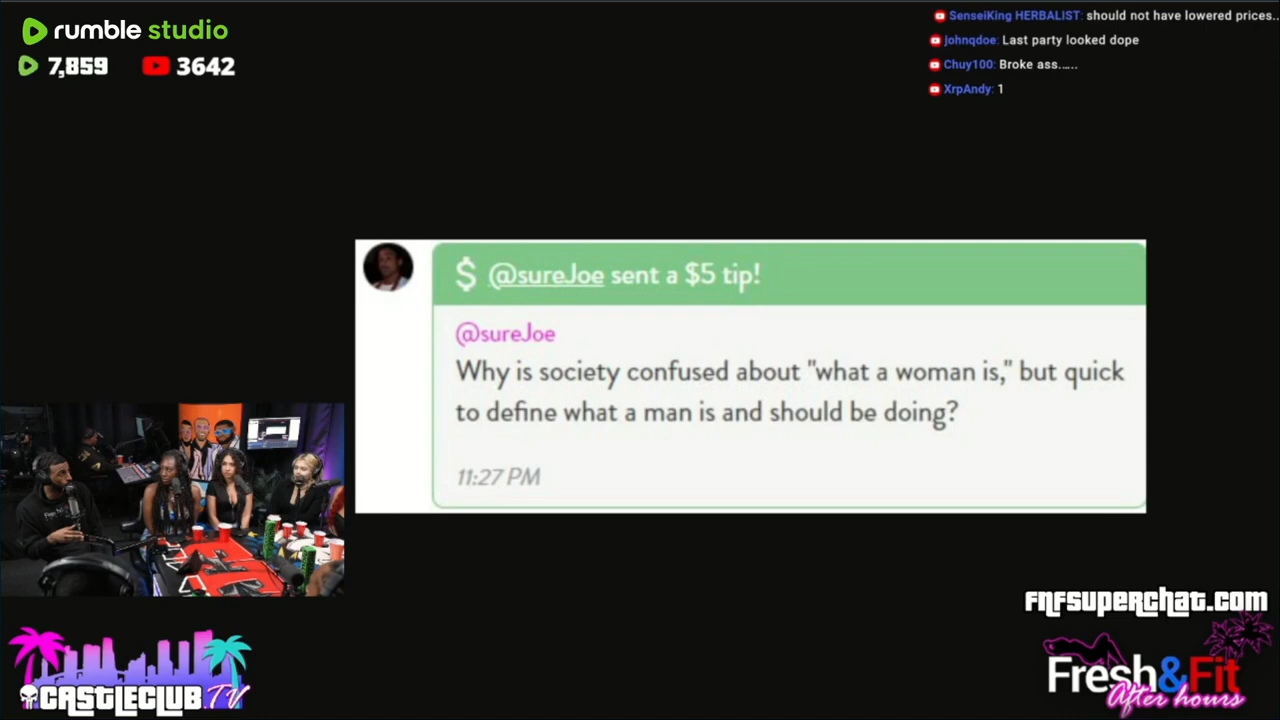 rumble studio
7,859 3642
SenseiKing HERBALIST: should not have lowered prices..
johnqdoe: Last party looked dope
Chuy100: Broke ass.....
XrpAndy: 1
$ @sureJoe sent a $5 tip!
@sureJoe
Why is society confused about "what a woman is," but quick
to define what a man is and should be doing?
11:27 PM
fnfsuperchat.com
CASTLECLUB TV
Fresh&Fit
After hours